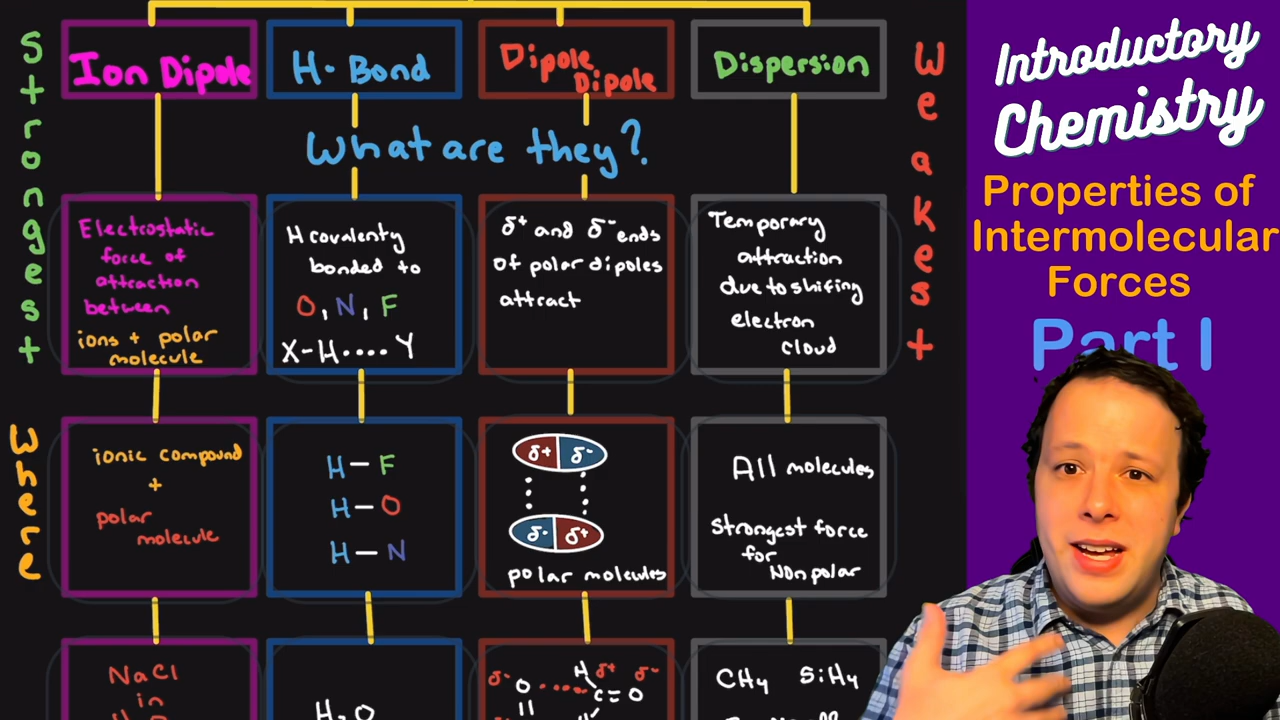 Strongest
Ion Dipole
H-Bond
Dipole
Dipole
Dispersion
Weakest
What are they?
Electrostatic
force of
attraction
between
ions + polar
molecule
H covalenty
bonded to
O, N, F
X-H....Y
δ+ and δ- ends
of polar dipoles
attract
Temporary
attraction
due to shifing
electron
cloud
Where
ionic compound
+
polar
molecule
H-F
H-O
H-N
δ+ δ-
δ- δ+
polar molecules
All molecules
Strongest force
for
Nonpolar
NaCl
in
H2O
δ- O H δ+ δ-
C=O
CH4 SiH4
Introductory
Chemistry
Properties of
Intermolecular
Forces
Part I